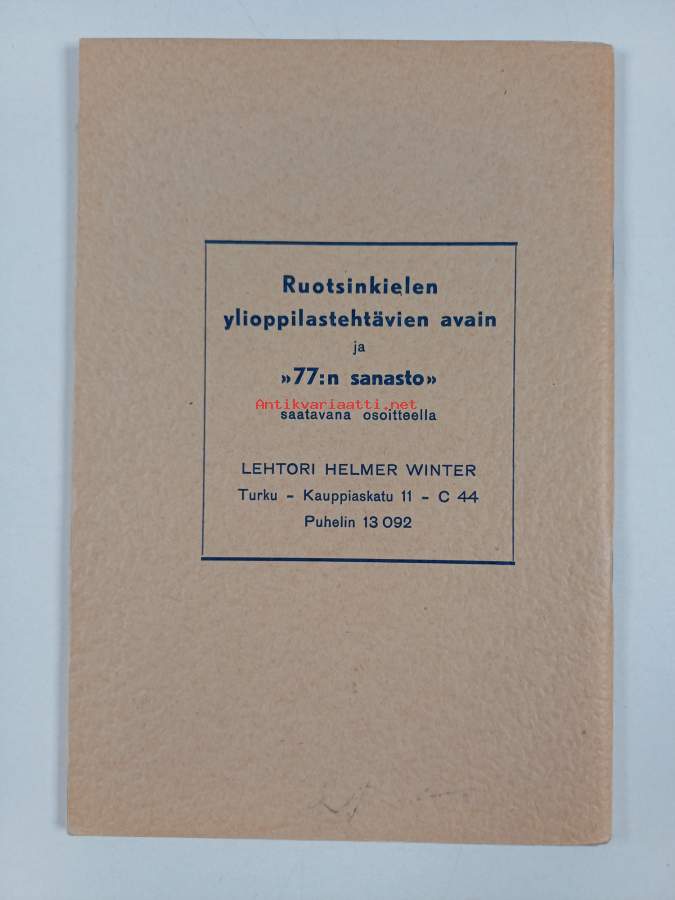 Ruotsinkielen
ylioppilastehtävien avain
ja
»77:n sanasto»
Antikvariaatti.net
saatavana osoitteella
LEHTORI HELMER WINTER
Turku – Kauppiaskatu 11 – C 44
Puhelin 13 092